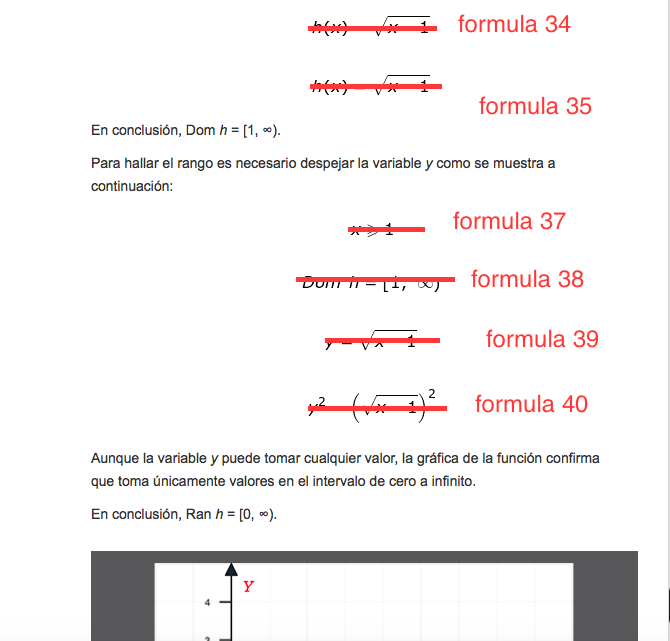 h(x) = √x − 1 formula 34
h(x) = √x − 1
formula 35
En conclusión, Dom h = [1, ∞).
Para hallar el rango es necesario despejar la variable y como se muestra a
continuación:
x ⩾ 1 formula 37
Dom h = [1, ∞) formula 38
y = √x − 1 formula 39
y² = (√x − 1)² formula 40
Aunque la variable y puede tomar cualquier valor, la gráfica de la función confirma
que toma únicamente valores en el intervalo de cero a infinito.
En conclusión, Ran h = [0, ∞).
Y
4